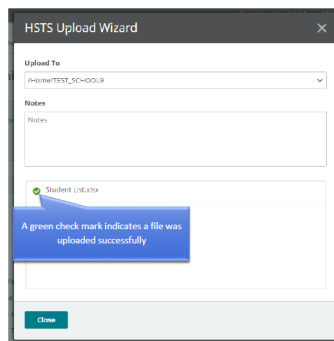 HSTS Upload Wizard
Upload To
/Home/TEST_SCHOOL9
Notes
Notes
Student List.xlsx
A green check mark indicates a file was
uploaded successfully
Close